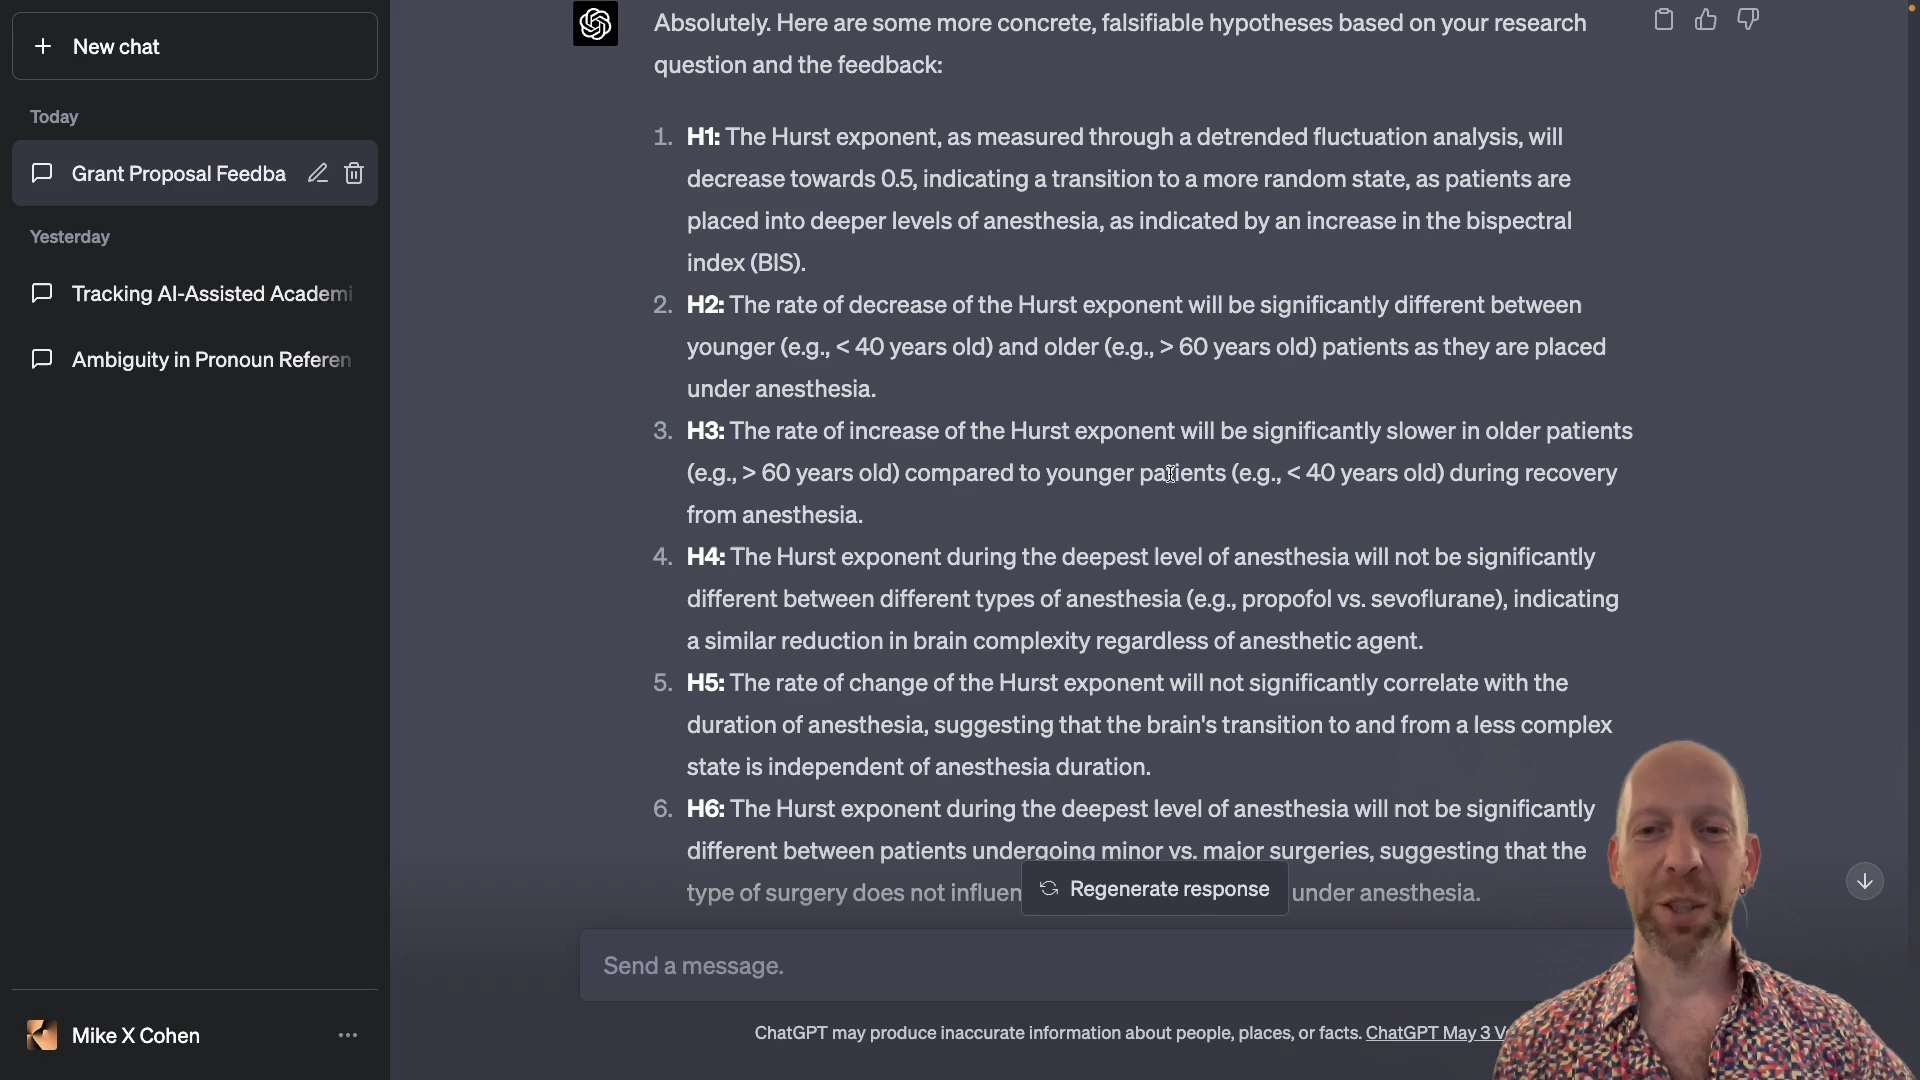 New chat
Today
Grant Proposal Feedba
Yesterday
Tracking AI-Assisted Academi
Ambiguity in Pronoun Referen
Mike X Cohen
Absolutely. Here are some more concrete, falsifiable hypotheses based on your research
question and the feedback:
1. H1: The Hurst exponent, as measured through a detrended fluctuation analysis, will
decrease towards 0.5, indicating a transition to a more random state, as patients are
placed into deeper levels of anesthesia, as indicated by an increase in the bispectral
index (BIS).
2. H2: The rate of decrease of the Hurst exponent will be significantly different between
younger (e.g., < 40 years old) and older (e.g., > 60 years old) patients as they are placed
under anesthesia.
3. H3: The rate of increase of the Hurst exponent will be significantly slower in older patients
(e.g., > 60 years old) compared to younger patients (e.g., < 40 years old) during recovery
from anesthesia.
4. H4: The Hurst exponent during the deepest level of anesthesia will not be significantly
different between different types of anesthesia (e.g., propofol vs. sevoflurane), indicating
a similar reduction in brain complexity regardless of anesthetic agent.
5. H5: The rate of change of the Hurst exponent will not significantly correlate with the
duration of anesthesia, suggesting that the brain's transition to and from a less complex
state is independent of anesthesia duration.
6. H6: The Hurst exponent during the deepest level of anesthesia will not be significantly
different between patients undergoing minor vs. major surgeries, suggesting that the
type of surgery does not influen under anesthesia.
Regenerate response
Send a message.
ChatGPT may produce inaccurate information about people, places, or facts. ChatGPT May 3 V